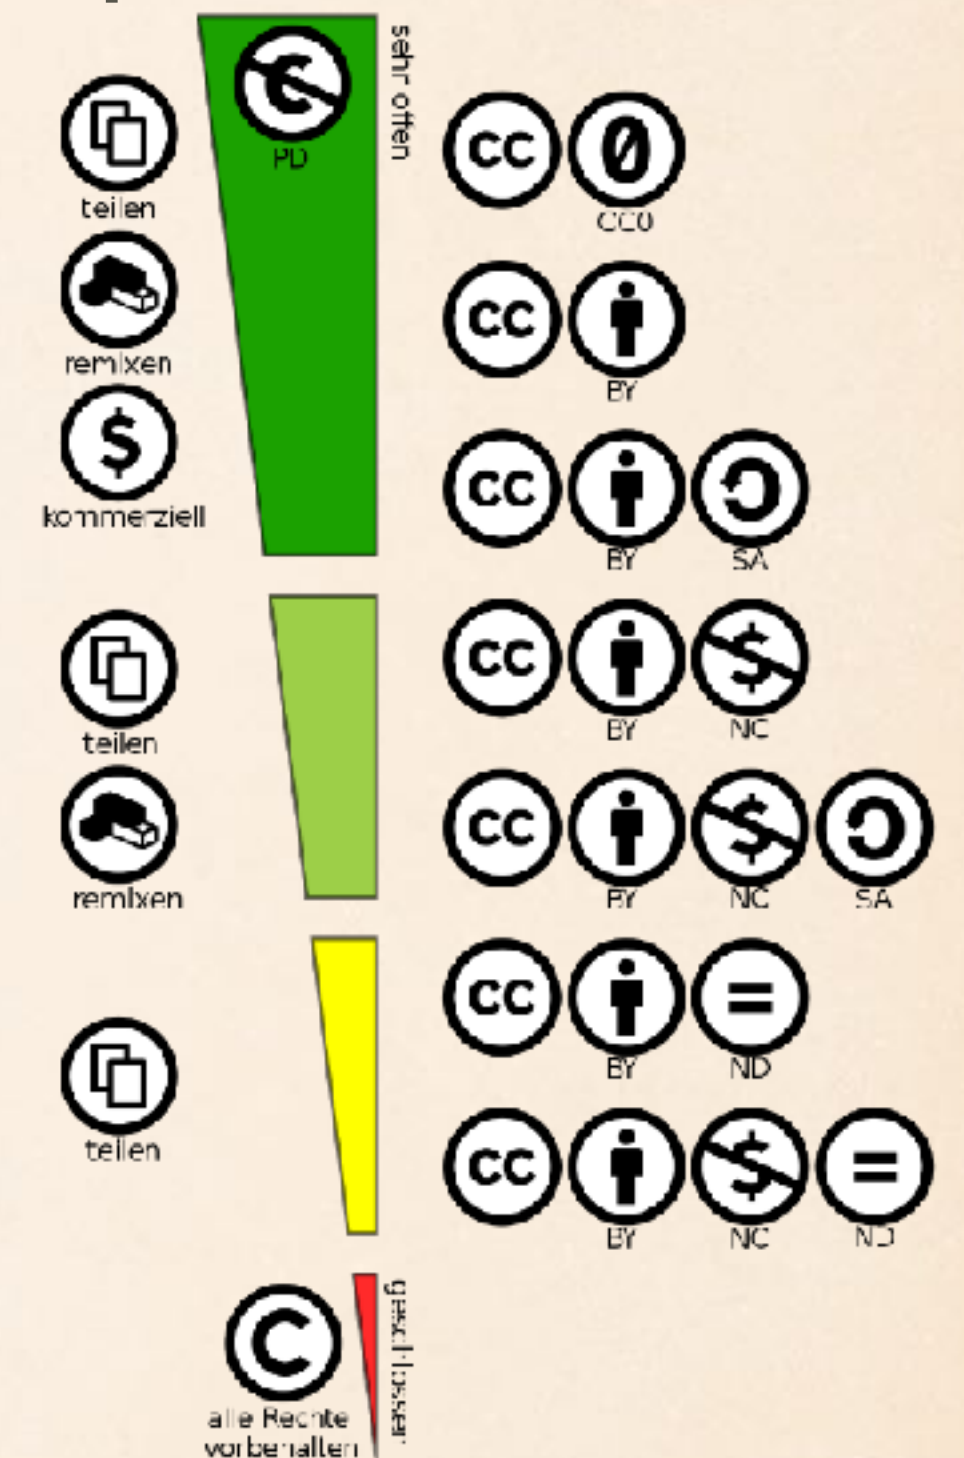 sehr offen
PD
teilen
remixen
kommerziell
cc
CC0
cc
BY
cc
BY SA
teilen
remixen
cc $
BY NC
cc $
BY NC SA
teilen
cc =
BY ND
cc $ =
BY NC ND
geschlossen
C
alle Rechte
vorbehalten